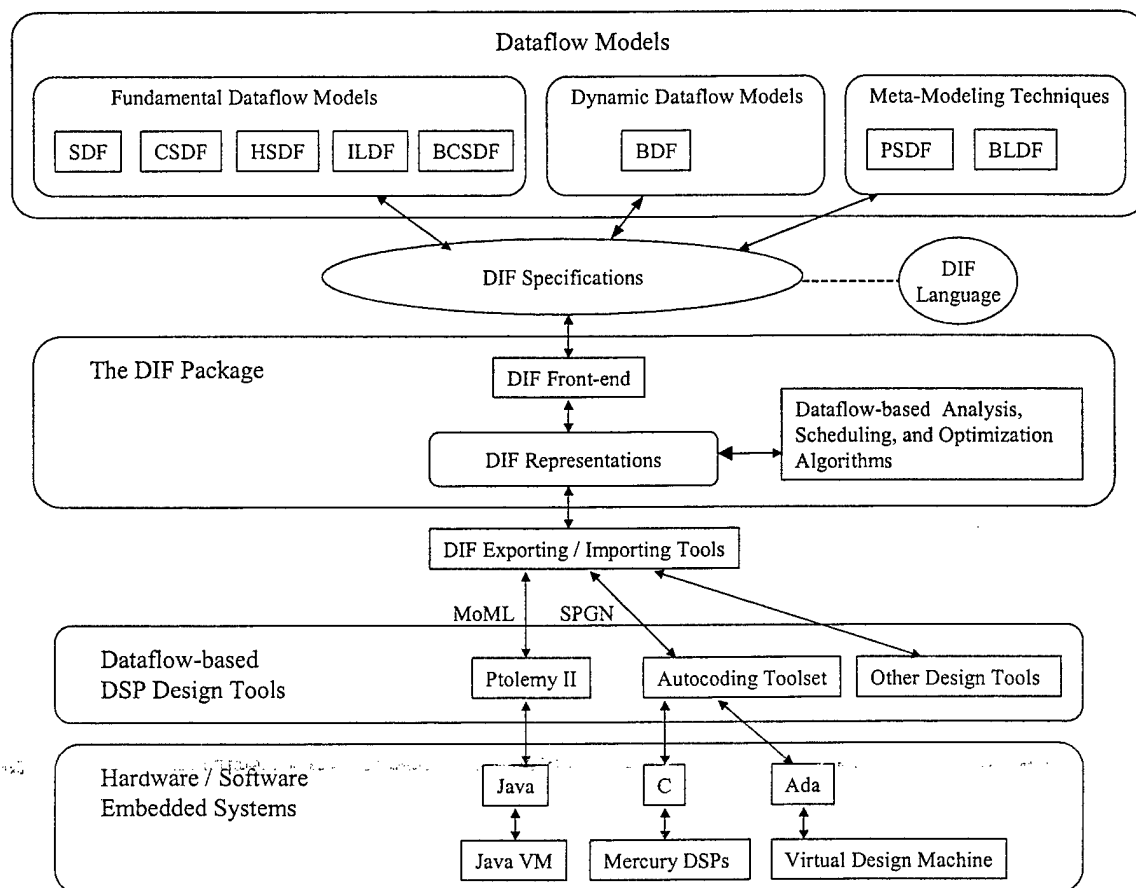 Dataflow Models
Fundamental Dataflow Models
SDF
CSDF
HSDF
ILDF
BCSDF
Dynamic Dataflow Models
BDF
Meta-Modeling Techniques
PSDF
BLDF
DIF Specifications
DIF
Language
The DIF Package
DIF Front-end
DIF Representations
Dataflow-based Analysis,
Scheduling, and Optimization
Algorithms
DIF Exporting / Importing Tools
MoML
SPGN
Dataflow-based
DSP Design Tools
Ptolemy II
Autocoding Toolset
Other Design Tools
Hardware / Software
Embedded Systems
Java
C
Ada
Java VM
Mercury DSPs
Virtual Design Machine